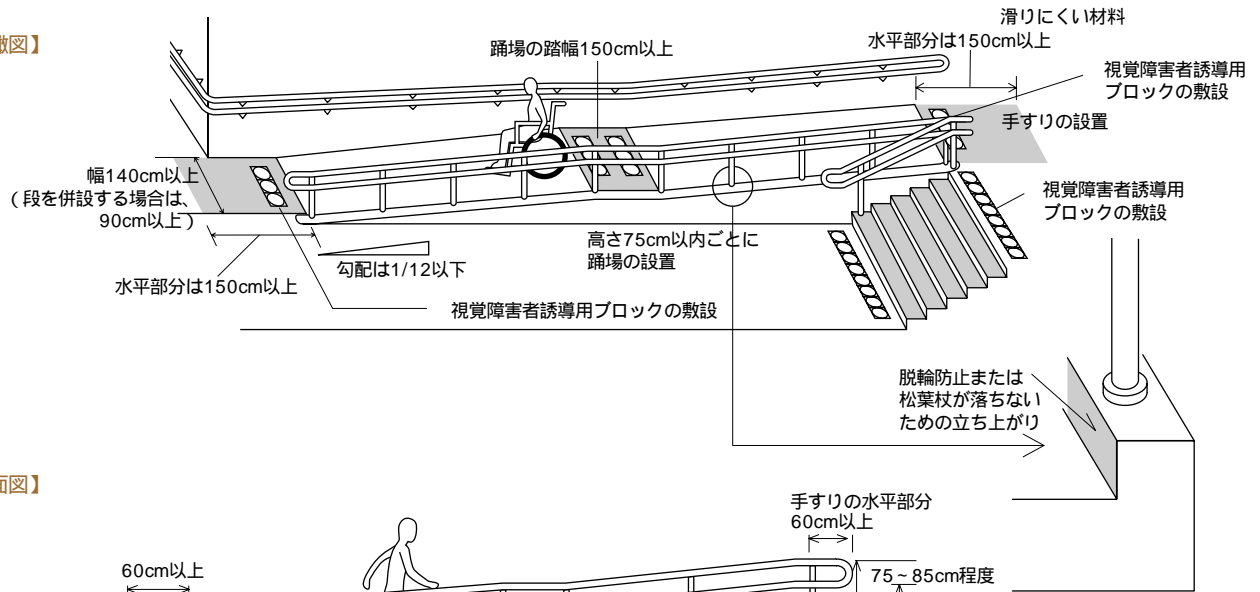 瞰図】
滑りにくい材料
水平部分は150cm以上
踊場の踏幅150cm以上
視覚障害者誘導用
ブロックの敷設
手すりの設置
幅140cm以上
(段を併設する場合は、
90cm以上)
視覚障害者誘導用
ブロックの敷設
高さ75cm以内ごとに
踊場の設置
勾配は1/12以下
水平部分は150cm以上
視覚障害者誘導用ブロックの敷設
脱輪防止または
松葉杖が落ちない
ための立ち上がり
面図】
手すりの水平部分
60cm以上
60cm以上
75~85cm程度